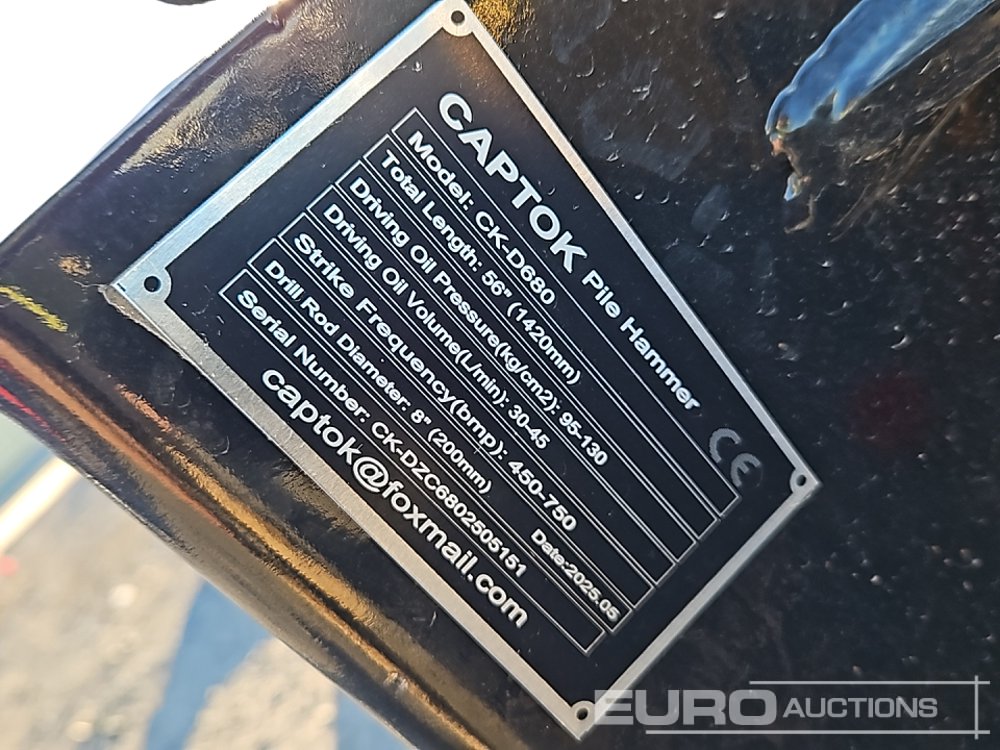 CAPTOK Pile Hammer
Model: CK-D680
CE
Total Length: 56" (1420mm)
Driving Oil Pressure(kg/cm2): 95-130
Driving Oil Volume(L/min): 30-45
Strike Frequency(bmp): 450-750
Drill Rod Diameter: 8" (200mm) Date:2025.05
Serial Number: CK-DZC6802505151
captok@foxmail.com
EURO AUCTIONS